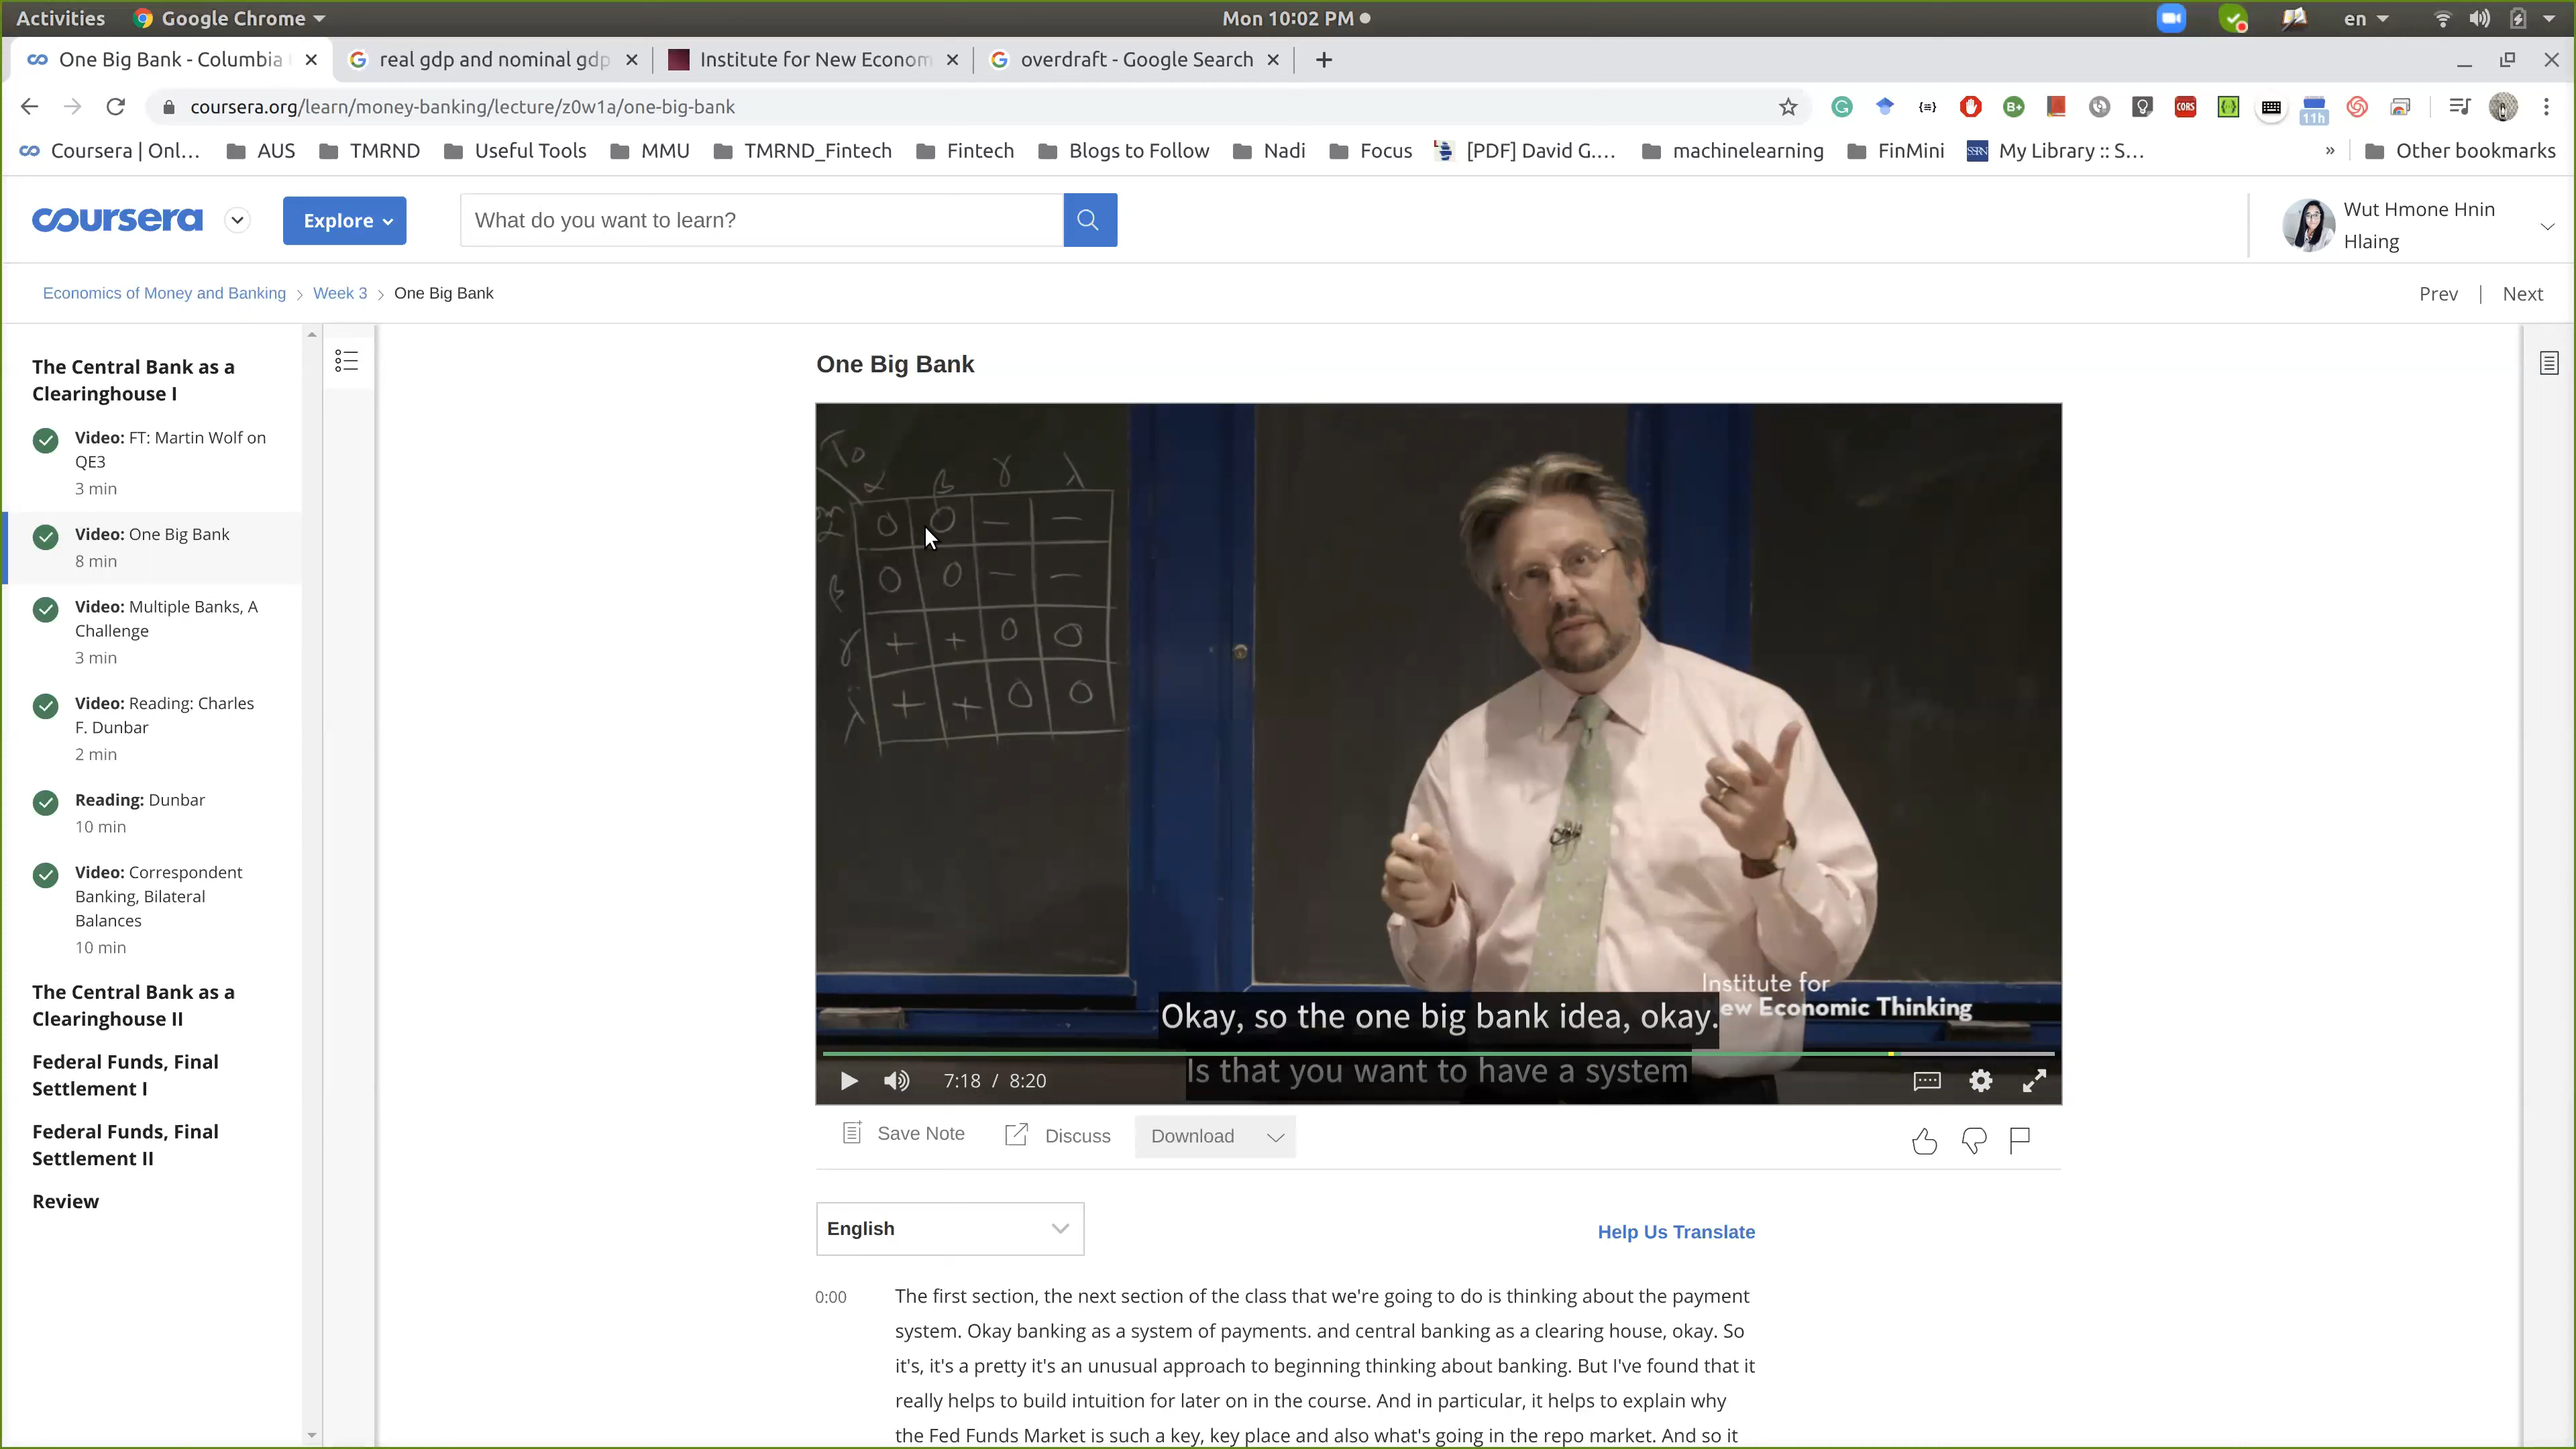 Activities Google Chrome Mon 10:02 PM en
One Big Bank - Columbia real gdp and nominal gdp Institute for New Econom overdraft - Google Search
coursera.org/learn/money-banking/lecture/z0w1a/one-big-bank B+ CORS 11h
Coursera | Onl... AUS TMRND Useful Tools MMU TMRND_Fintech Fintech Blogs to Follow Nadi Focus [PDF] David G.... machinelearning FinMini SSRN My Library :: S... » Other bookmarks
coursera Explore What do you want to learn? Wut Hmone Hnin
Hlaing
Economics of Money and Banking > Week 3 > One Big Bank Prev | Next
The Central Bank as a
Clearinghouse I
Video: FT: Martin Wolf on
QE3
3 min
Video: One Big Bank
8 min
Video: Multiple Banks, A
Challenge
3 min
Video: Reading: Charles
F. Dunbar
2 min
Reading: Dunbar
10 min
Video: Correspondent
Banking, Bilateral
Balances
10 min
The Central Bank as a
Clearinghouse II
Federal Funds, Final
Settlement I
Federal Funds, Final
Settlement II
Review
One Big Bank
To
α β γ λ
α 0 0 — —
β 0 0 — —
γ + + 0 0
λ + + 0 0
Institute for
Economic Thinking
Okay, so the one big bank idea, okay.
Is that you want to have a system
7:18 / 8:20
Save Note Discuss Download
English Help Us Translate
0:00 The first section, the next section of the class that we're going to do is thinking about the payment
system. Okay banking as a system of payments. and central banking as a clearing house, okay. So
it's, it's a pretty it's an unusual approach to beginning thinking about banking. But I've found that it
really helps to build intuition for later on in the course. And in particular, it helps to explain why
the Fed Funds Market is such a key, key place and also what's going in the repo market. And so it